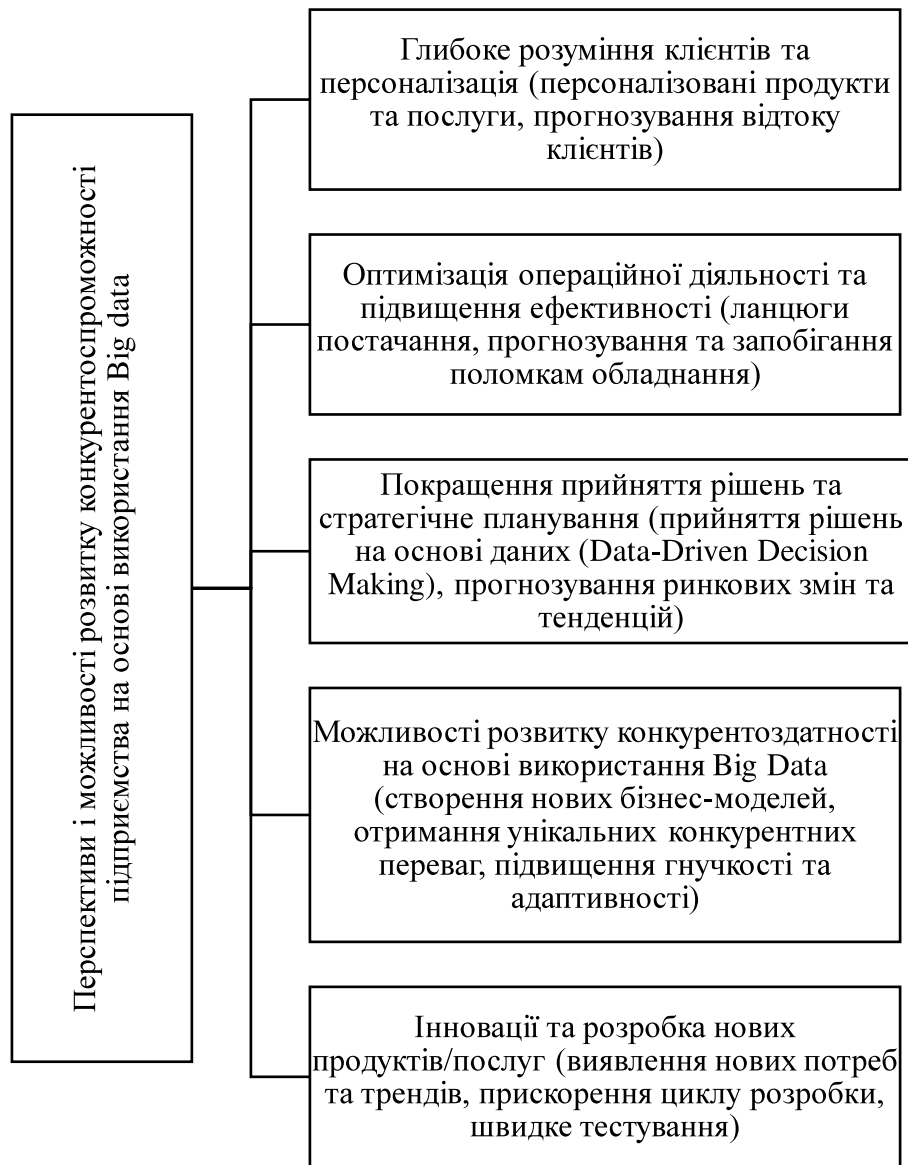 Перспективи і можливості розвитку конкурентоспроможності
підприємства на основі використання Big data
Глибоке розуміння клієнтів та
персоналізація (персоналізовані продукти
та послуги, прогнозування відтоку
клієнтів)
Оптимізація операційної діяльності та
підвищення ефективності (ланцюги
постачання, прогнозування та запобігання
поломкам обладнання)
Покращення прийняття рішень та
стратегічне планування (прийняття рішень
на основі даних (Data-Driven Decision
Making), прогнозування ринкових змін та
тенденцій)
Можливості розвитку конкурентоздатності
на основі використання Big Data
(створення нових бізнес-моделей,
отримання унікальних конкурентних
переваг, підвищення гнучкості та
адаптивності)
Інновації та розробка нових
продуктів/послуг (виявлення нових потреб
та трендів, прискорення циклу розробки,
швидке тестування)